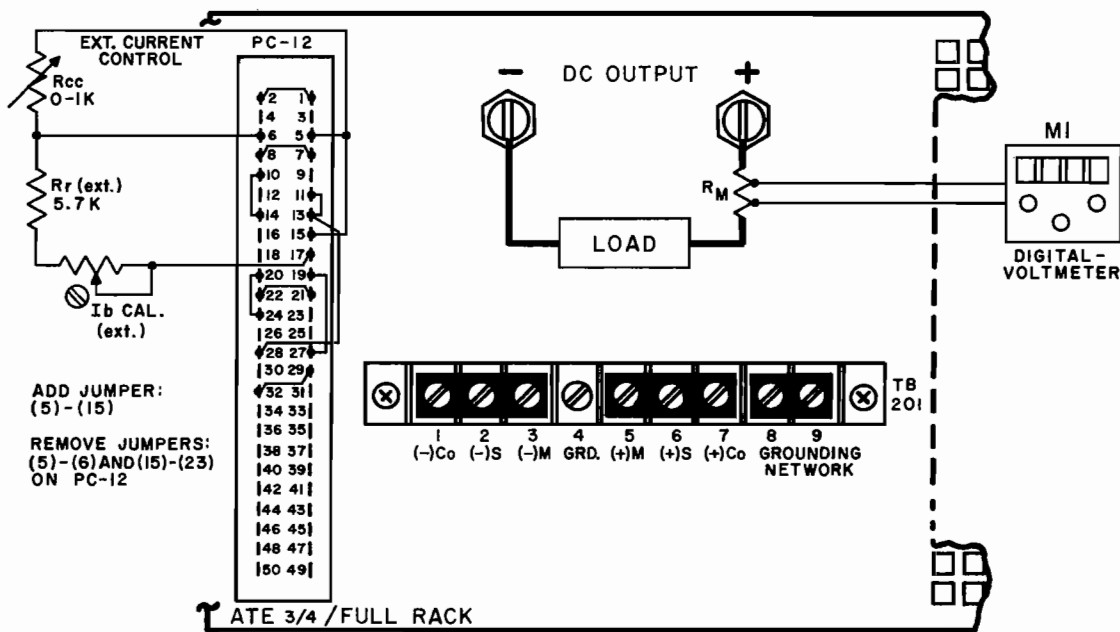 EXT. CURRENT
CONTROL
PC-12
Rcc
0-1K
Rr (ext.)
5.7K
Ib CAL.
(ext.)
ADD JUMPER:
(5)-(15)
REMOVE JUMPERS:
(5)-(6) AND (15)-(23)
ON PC-12
2 1
4 3
6 5
8 7
10 9
12 11
14 13
16 15
18 17
20 19
22 21
24 23
26 25
28 27
30 29
32 31
34 33
36 35
38 37
40 39
42 41
44 43
46 45
48 47
50 49
ATE 3/4 / FULL RACK
− DC OUTPUT +
RM
LOAD
M1
DIGITAL-
VOLTMETER
TB
201
1 2 3 4 5 6 7 8 9
(−)Co (−)S (−)M GRD. (+)M (+)S (+)Co GROUNDING
NETWORK